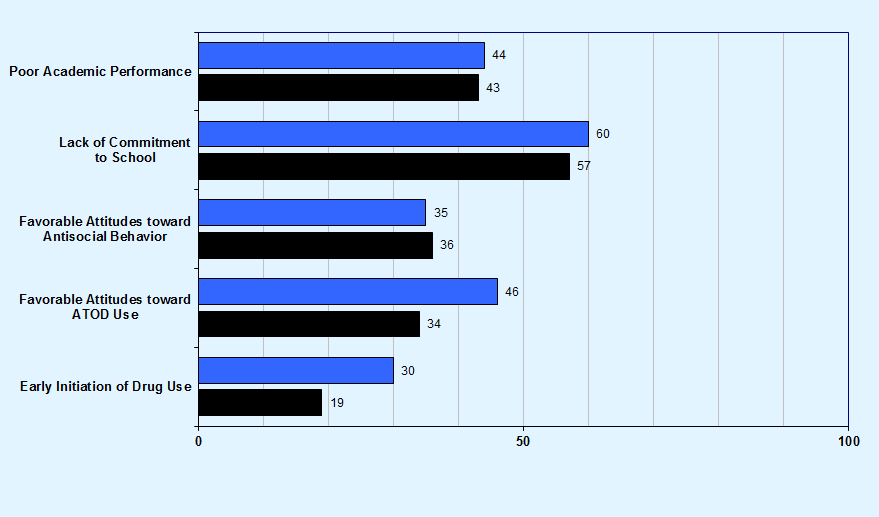 Poor Academic Performance
44
43
Lack of Commitment
to School
60
57
Favorable Attitudes toward
Antisocial Behavior
35
36
Favorable Attitudes toward
ATOD Use
46
34
Early Initiation of Drug Use
30
19
0 50 100